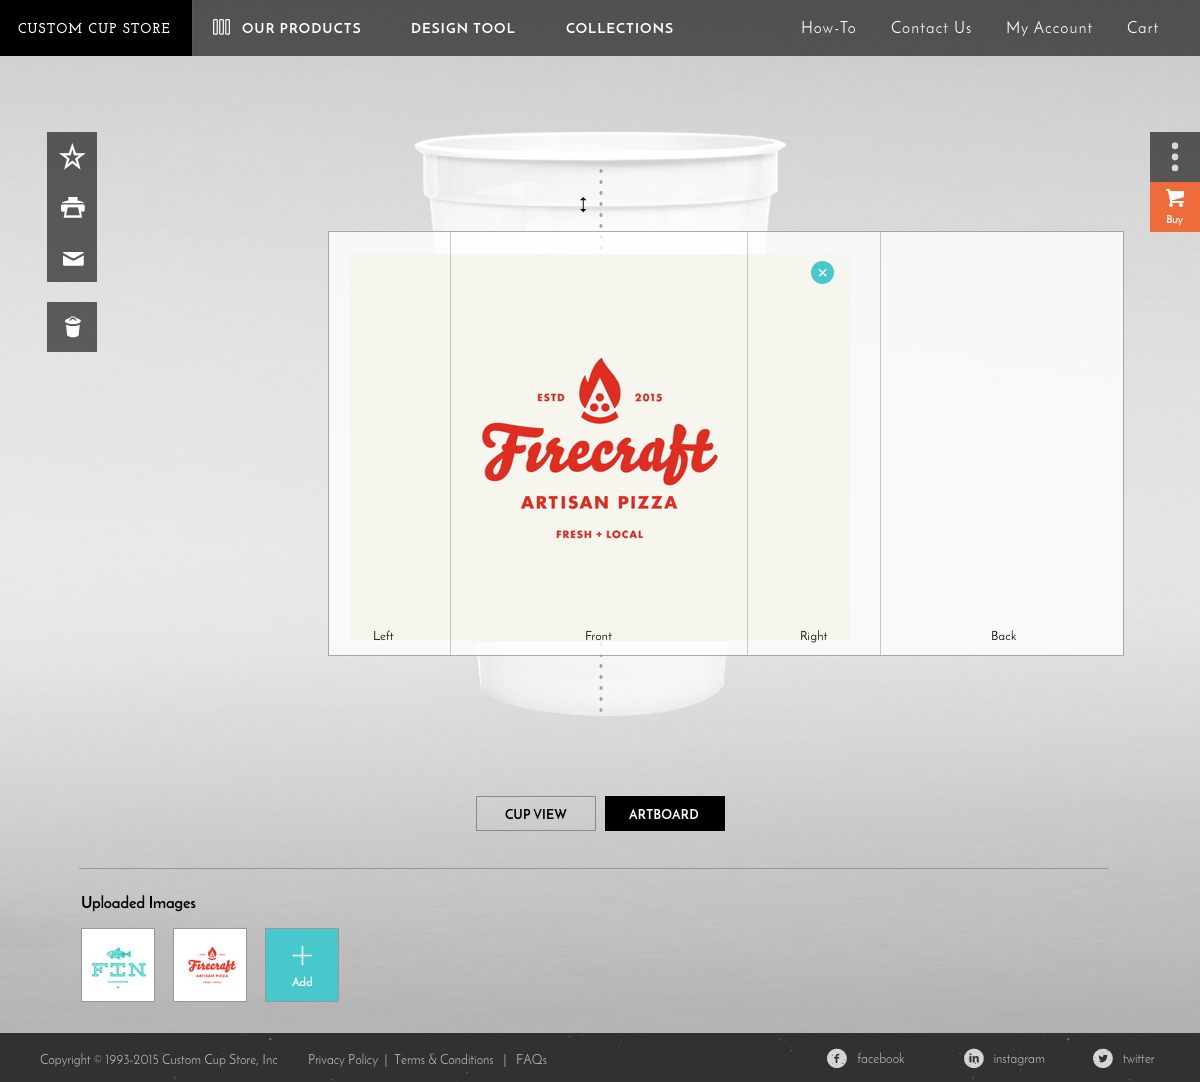 CUSTOM CUP STORE OUR PRODUCTS DESIGN TOOL COLLECTIONS How-To Contact Us My Account Cart
Buy
ESTD 2015
Firecraft
ARTISAN PIZZA
FRESH + LOCAL
Left Front Right Back
CUP VIEW ARTBOARD
Uploaded Images
FIN
Firecraft
ARTISAN PIZZA
Add
Copyright © 1993-2015 Custom Cup Store, Inc Privacy Policy | Terms & Conditions | FAQs facebook instagram twitter